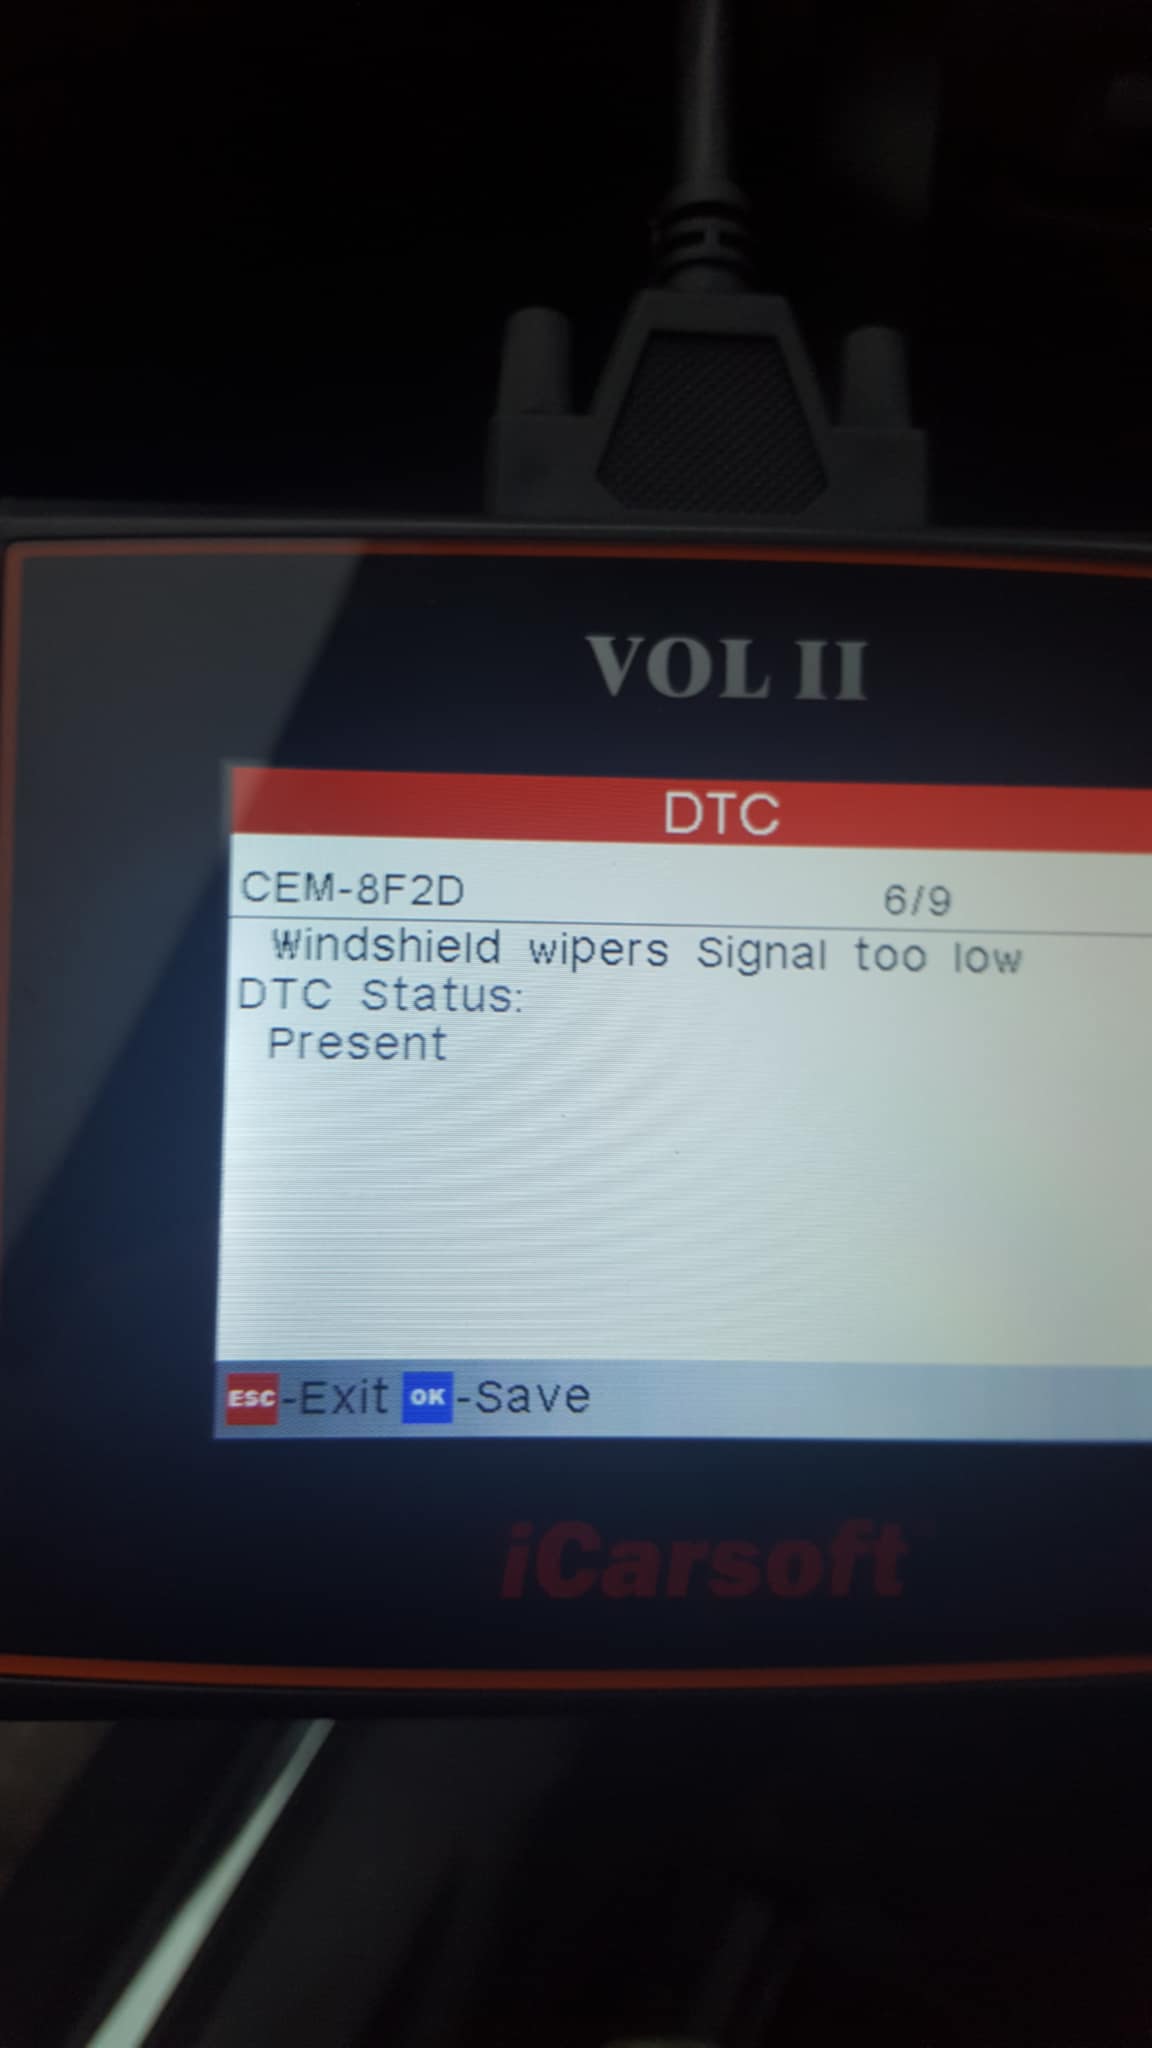 VOL II
DTC
CEM-8F2D 6/9
Windshield wipers Signal too low
DTC Status:
Present
ESC-Exit OK-Save
iCarsoft